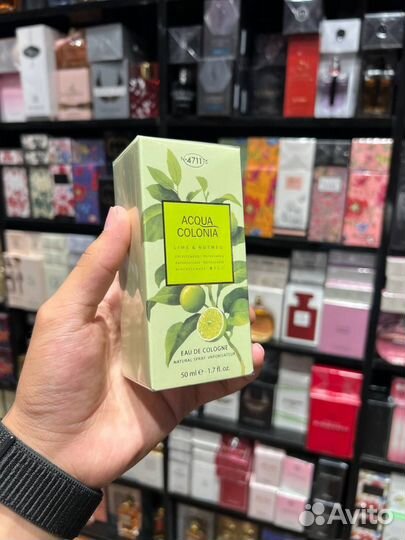 Nº4711
ACQUA
COLONIA
LIME & NUTMEG
EAU DE COLOGNE
NATURAL SPRAY·VAPORISATEUR
50 ml ℮ · 1.7 fl.oz.
Avito